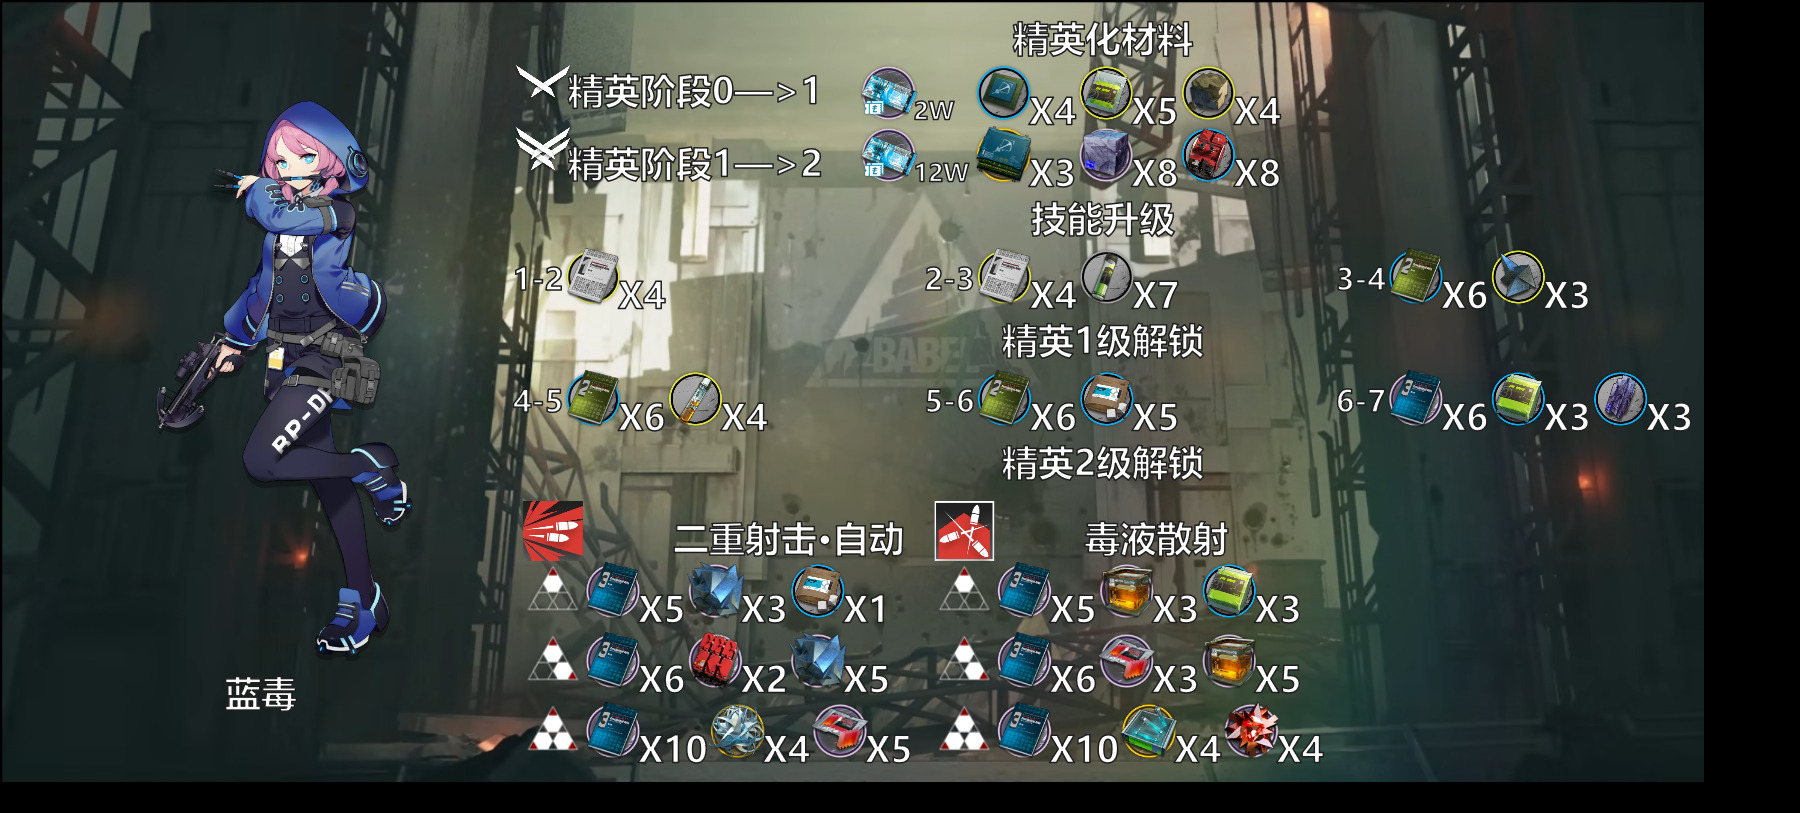 精英化材料
精英阶段0—>1 2W X4 X5 X4
精英阶段1—>2 12W X3 X8 X8
技能升级
1-2 X4 2-3 X4 X7 3-4 X6 X3
精英1级解锁
BABEL
4-5 X6 X4 5-6 X6 X5 6-7 X6 X3 X3
RP-D
精英2级解锁
二重射击·自动 毒液散射
X5 X3 X1 X5 X3 X3
X6 X2 X5 X6 X3 X5
蓝毒
X10 X4 X5 X10 X4 X4